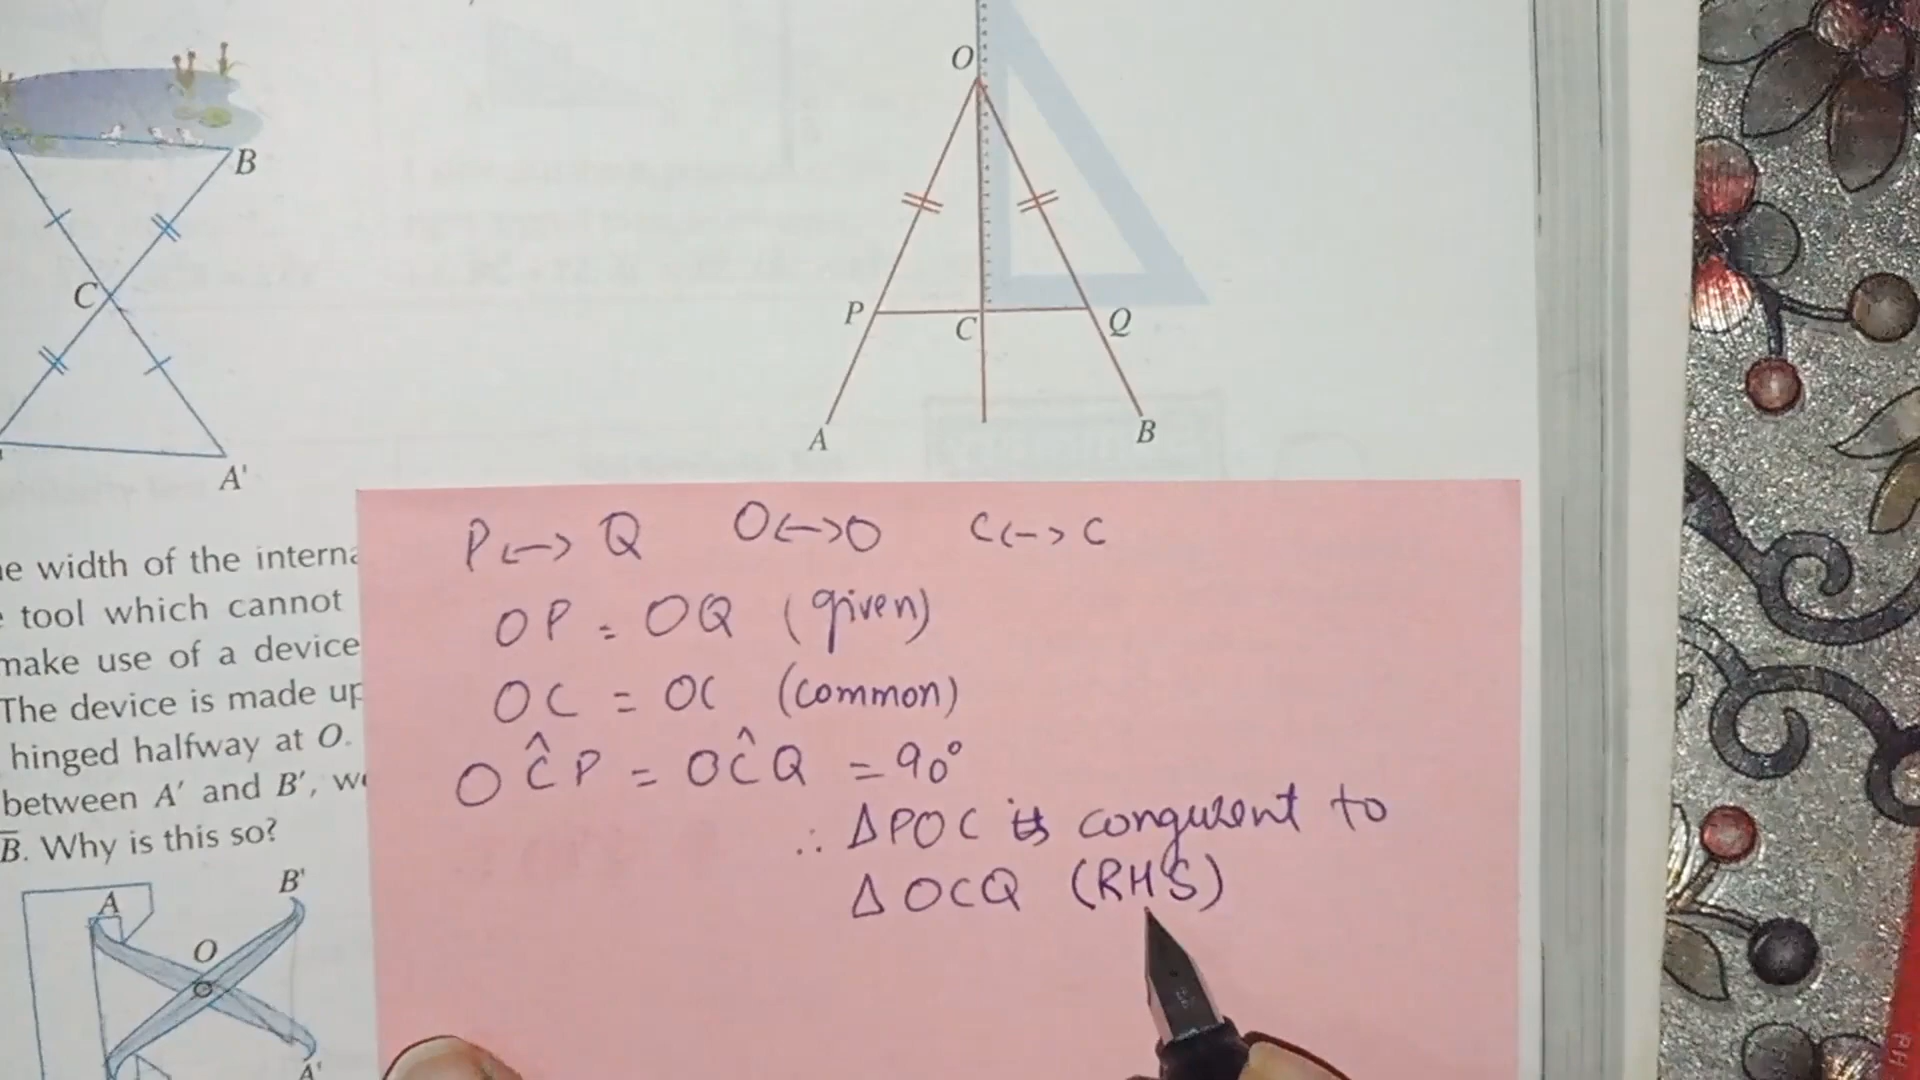 O
B
C
P
C
Q
A
B
A'
P <-> Q O <-> O C <-> C
e width of the interna
OP = OQ (given)
tool which cannot
make use of a device
OC = OC (common)
The device is made up
hinged halfway at O.
OĈP = OĈQ = 90°
between A' and B', we
∴ ΔPOC is congurent to
B. Why is this so?
ΔOCQ (RHS)
B'
A
O
A'